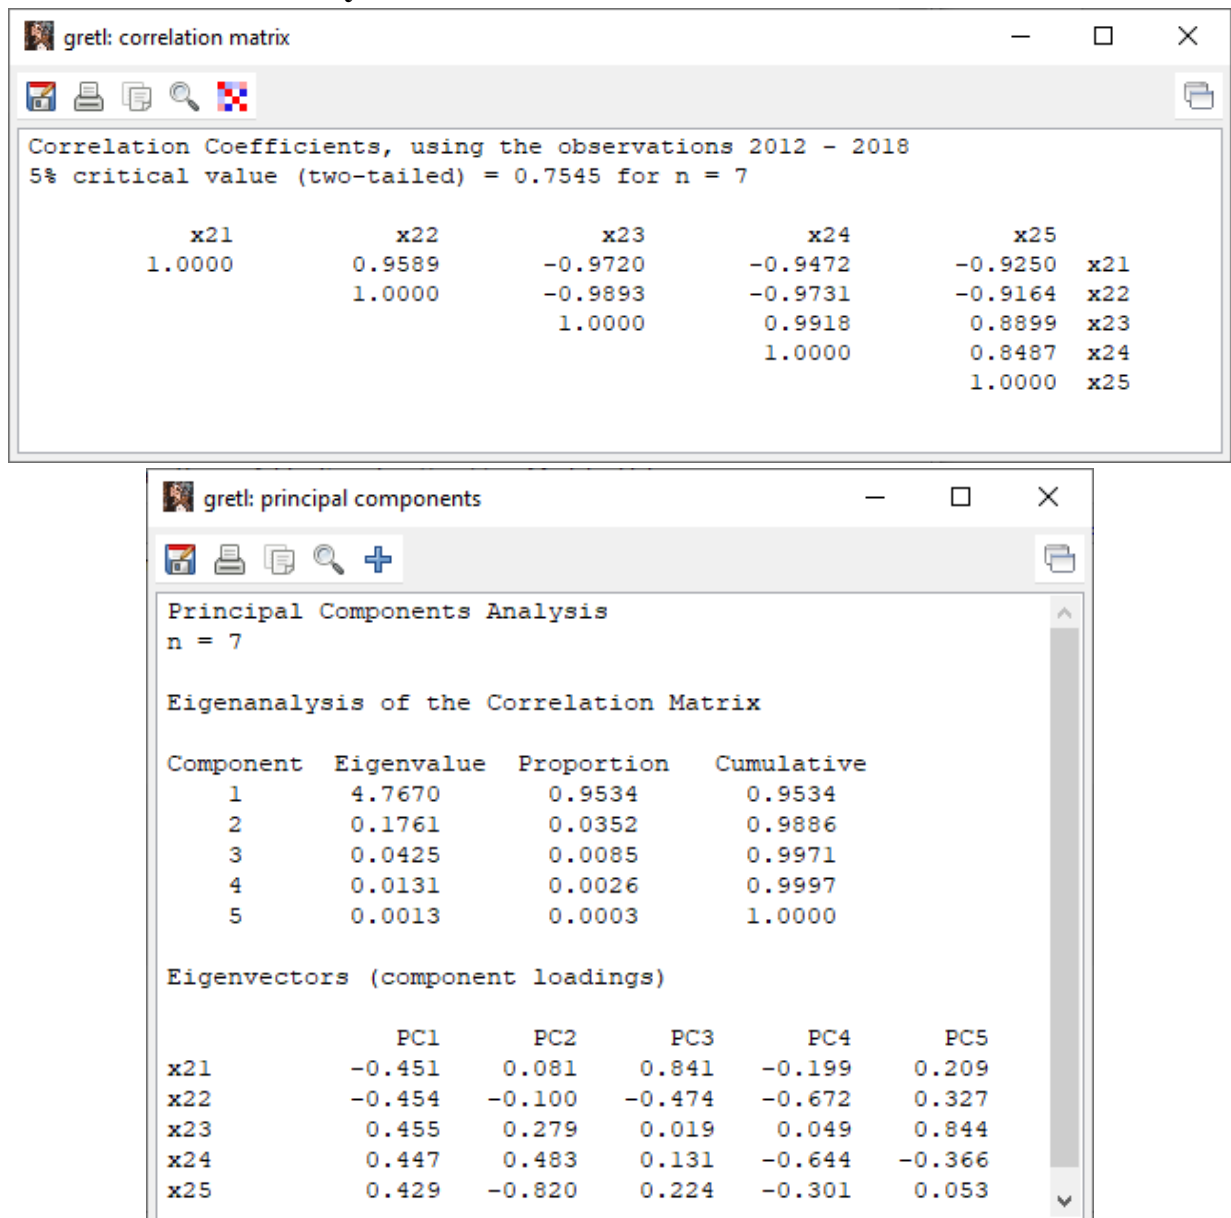 gretl: correlation matrix
Correlation Coefficients, using the observations 2012 - 2018
5% critical value (two-tailed) = 0.7545 for n = 7
x21 x22 x23 x24 x25
1.0000 0.9589 -0.9720 -0.9472 -0.9250 x21
1.0000 -0.9893 -0.9731 -0.9164 x22
1.0000 0.9918 0.8899 x23
1.0000 0.8487 x24
1.0000 x25
gretl: principal components
Principal Components Analysis
n = 7
Eigenanalysis of the Correlation Matrix
Component Eigenvalue Proportion Cumulative
1 4.7670 0.9534 0.9534
2 0.1761 0.0352 0.9886
3 0.0425 0.0085 0.9971
4 0.0131 0.0026 0.9997
5 0.0013 0.0003 1.0000
Eigenvectors (component loadings)
PC1 PC2 PC3 PC4 PC5
x21 -0.451 0.081 0.841 -0.199 0.209
x22 -0.454 -0.100 -0.474 -0.672 0.327
x23 0.455 0.279 0.019 0.049 0.844
x24 0.447 0.483 0.131 -0.644 -0.366
x25 0.429 -0.820 0.224 -0.301 0.053